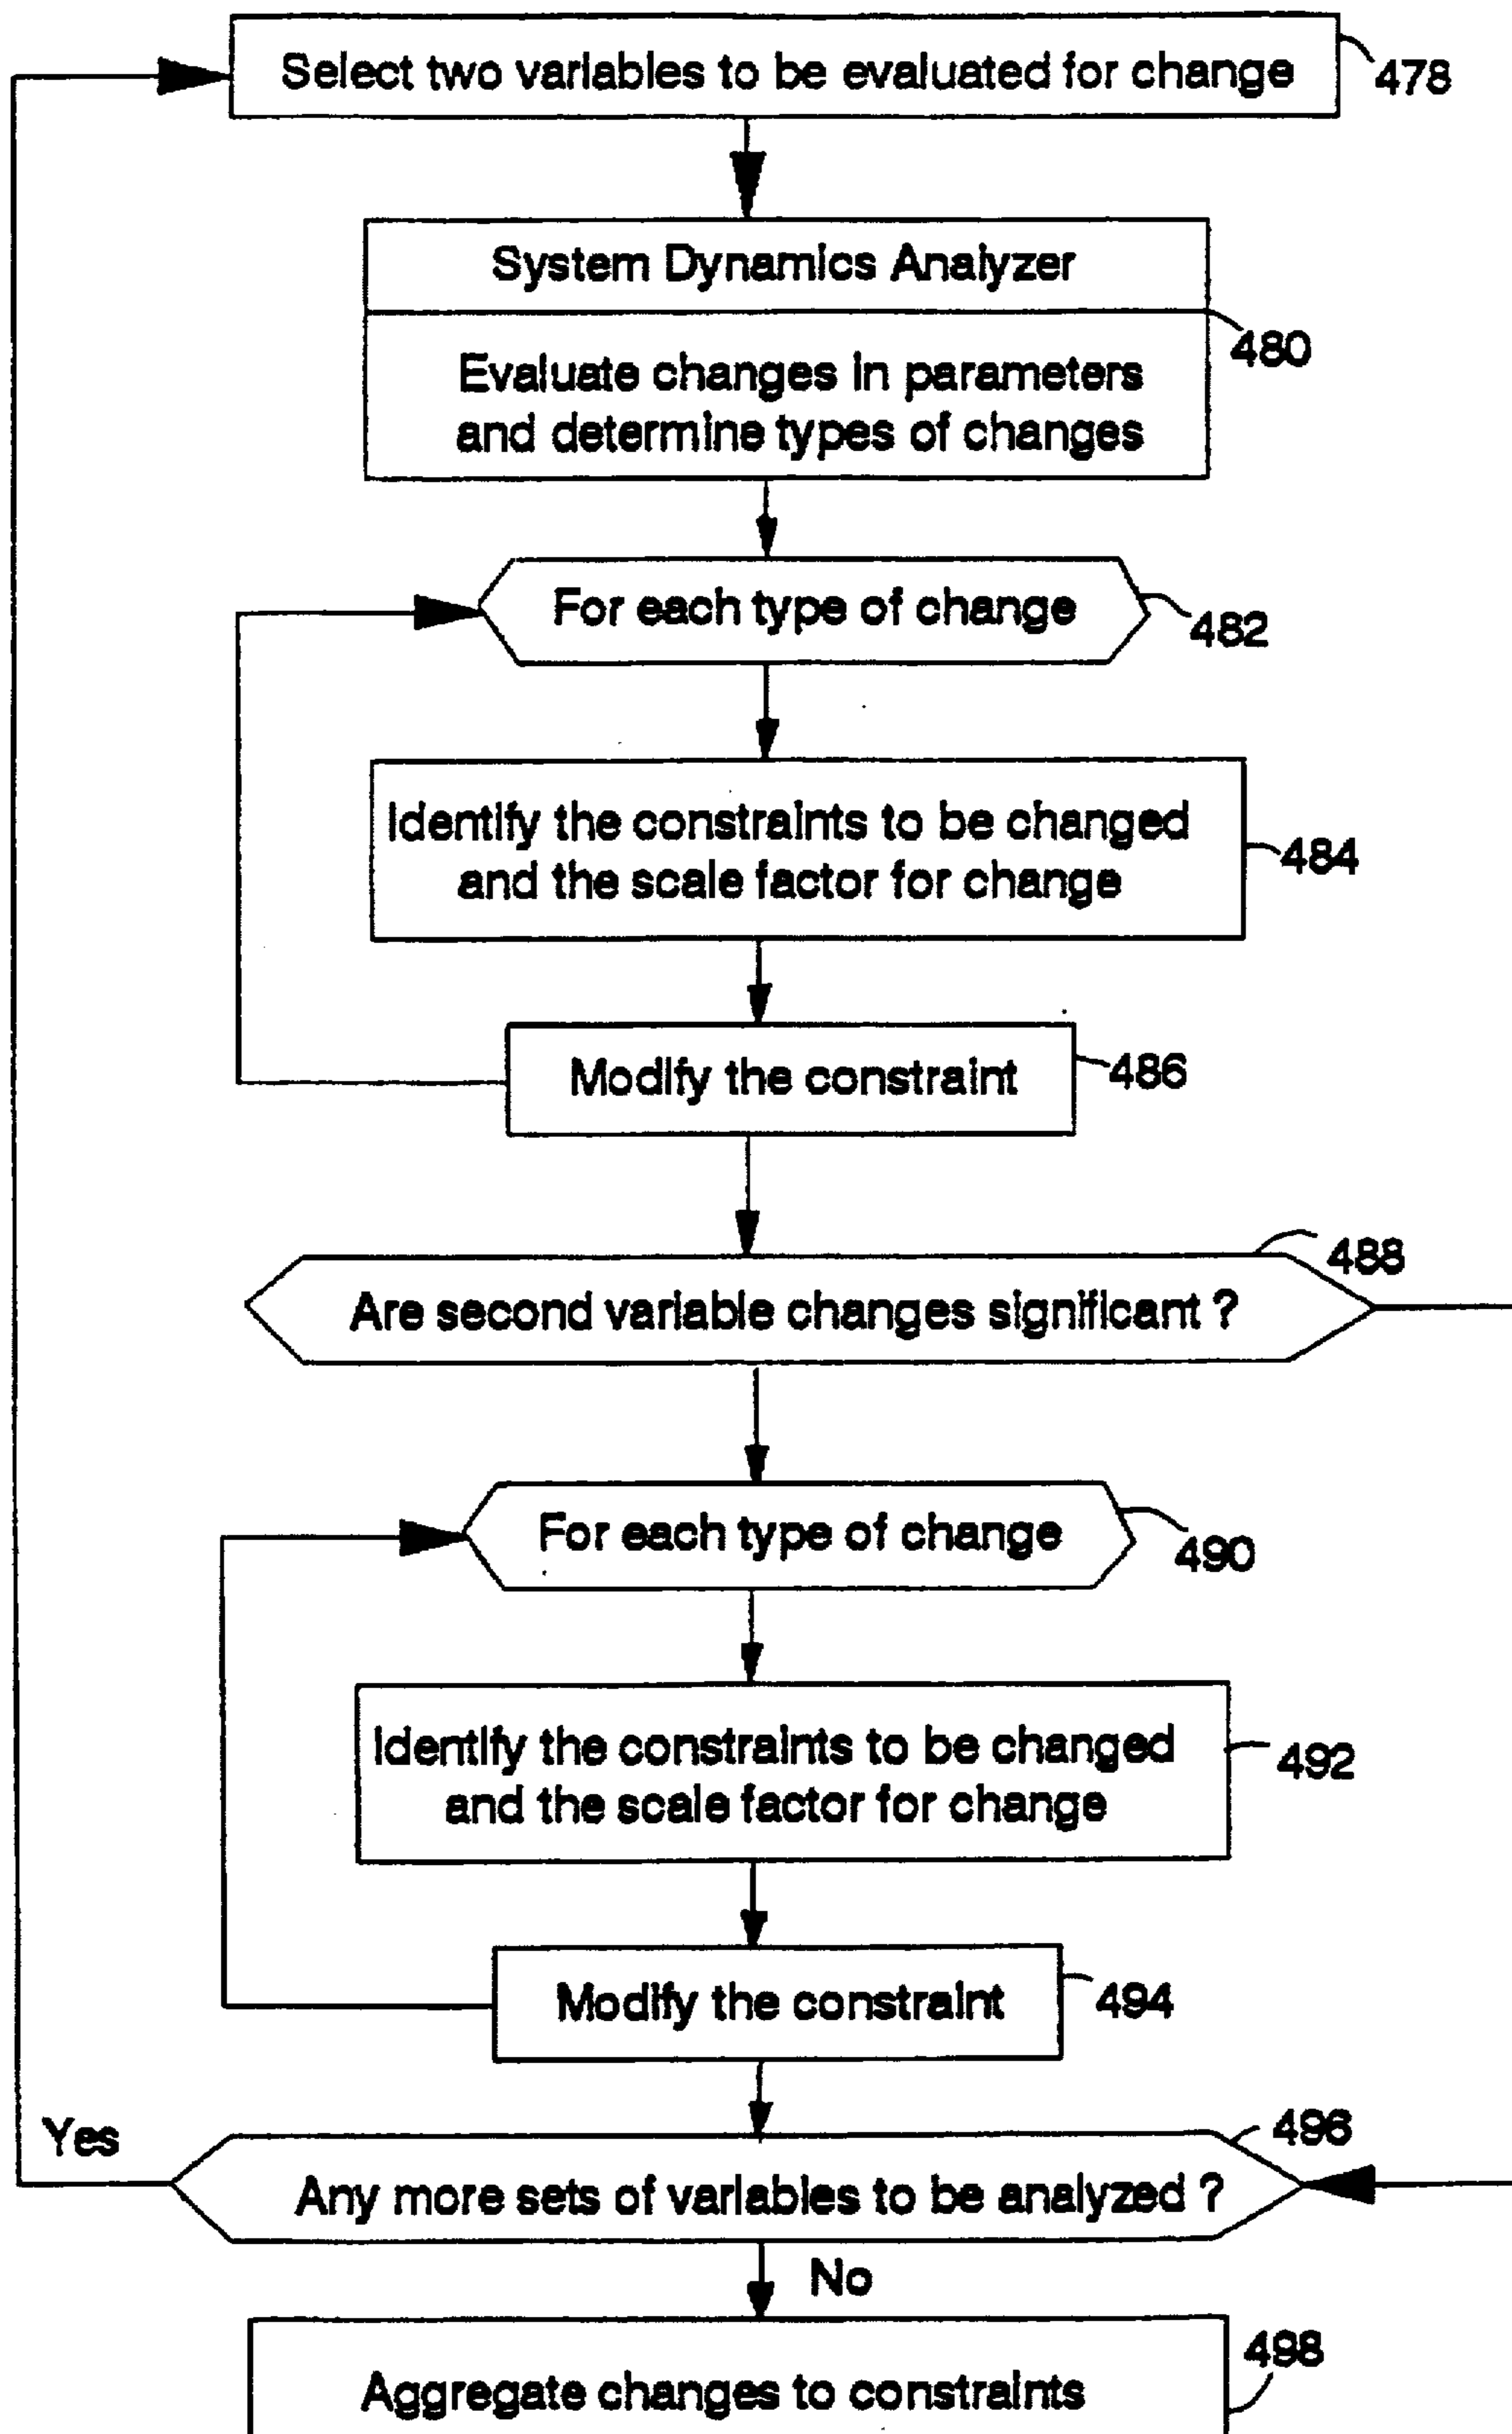 Select two variables to be evaluated for change
478
System Dynamics Analyzer
480
Evaluate changes in parameters
and determine types of changes
For each type of change
482
Identify the constraints to be changed
and the scale factor for change
484
Modify the constraint
486
488
Are second variable changes significant ?
For each type of change
490
Identify the constraints to be changed
and the scale factor for change
492
Modify the constraint
494
Yes
496
Any more sets of variables to be analyzed ?
No
498
Aggregate changes to constraints